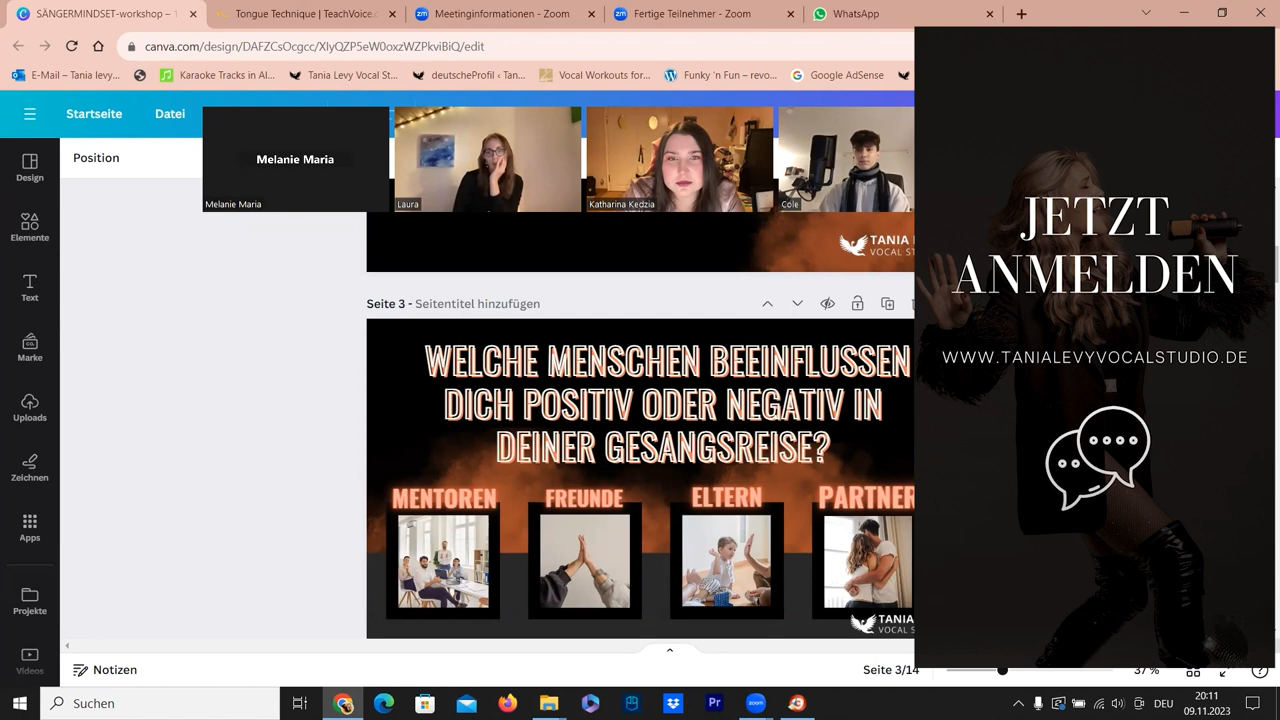 SÄNGERMINDSET-workshop –
Tongue Technique | TeachVoice.c
Meetinginformationen - Zoom
Fertige Teilnehmer - Zoom
WhatsApp
canva.com/design/DAFZCsOcgcc/XlyQZP5eW0oxzWZPkviBiQ/edit
E-Mail – Tania levy...
Karaoke Tracks in Al...
Tania Levy Vocal St...
deutscheProfil ‹ Tan...
Vocal Workouts for...
Funky 'n Fun – revo...
Google AdSense
Startseite
Datei
Position
Melanie Maria
Melanie Maria
Laura
Katharina Kedzia
Cole
Design
Elemente
Text
Marke
Uploads
Zeichnen
Apps
Projekte
Videos
TANIA
VOCAL ST
Seite 3 - Seitentitel hinzufügen
WELCHE MENSCHEN BEEINFLUSSEN
DICH POSITIV ODER NEGATIV IN
DEINER GESANGSREISE?
MENTOREN
FREUNDE
ELTERN
PARTNER
TANIA
VOCAL S
JETZT
ANMELDEN
WWW.TANIALEVYVOCALSTUDIO.DE
Notizen
Seite 3/14
37 %
Suchen
DEU
20:11
09.11.2023